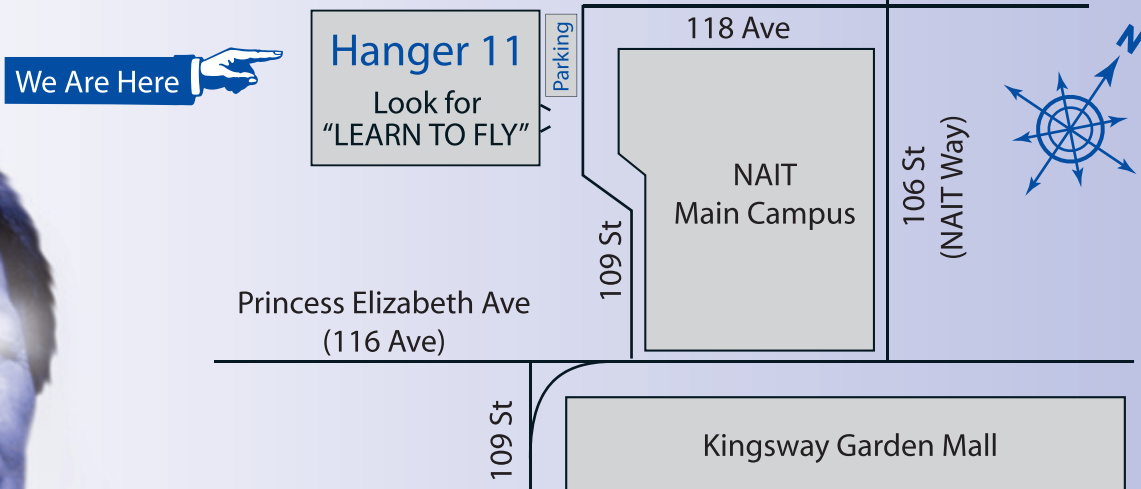 We Are Here
Hanger 11
Look for
“LEARN TO FLY”
Parking
118 Ave
N
NAIT
Main Campus
106 St
(NAIT Way)
109 St
Princess Elizabeth Ave
(116 Ave)
109 St
Kingsway Garden Mall